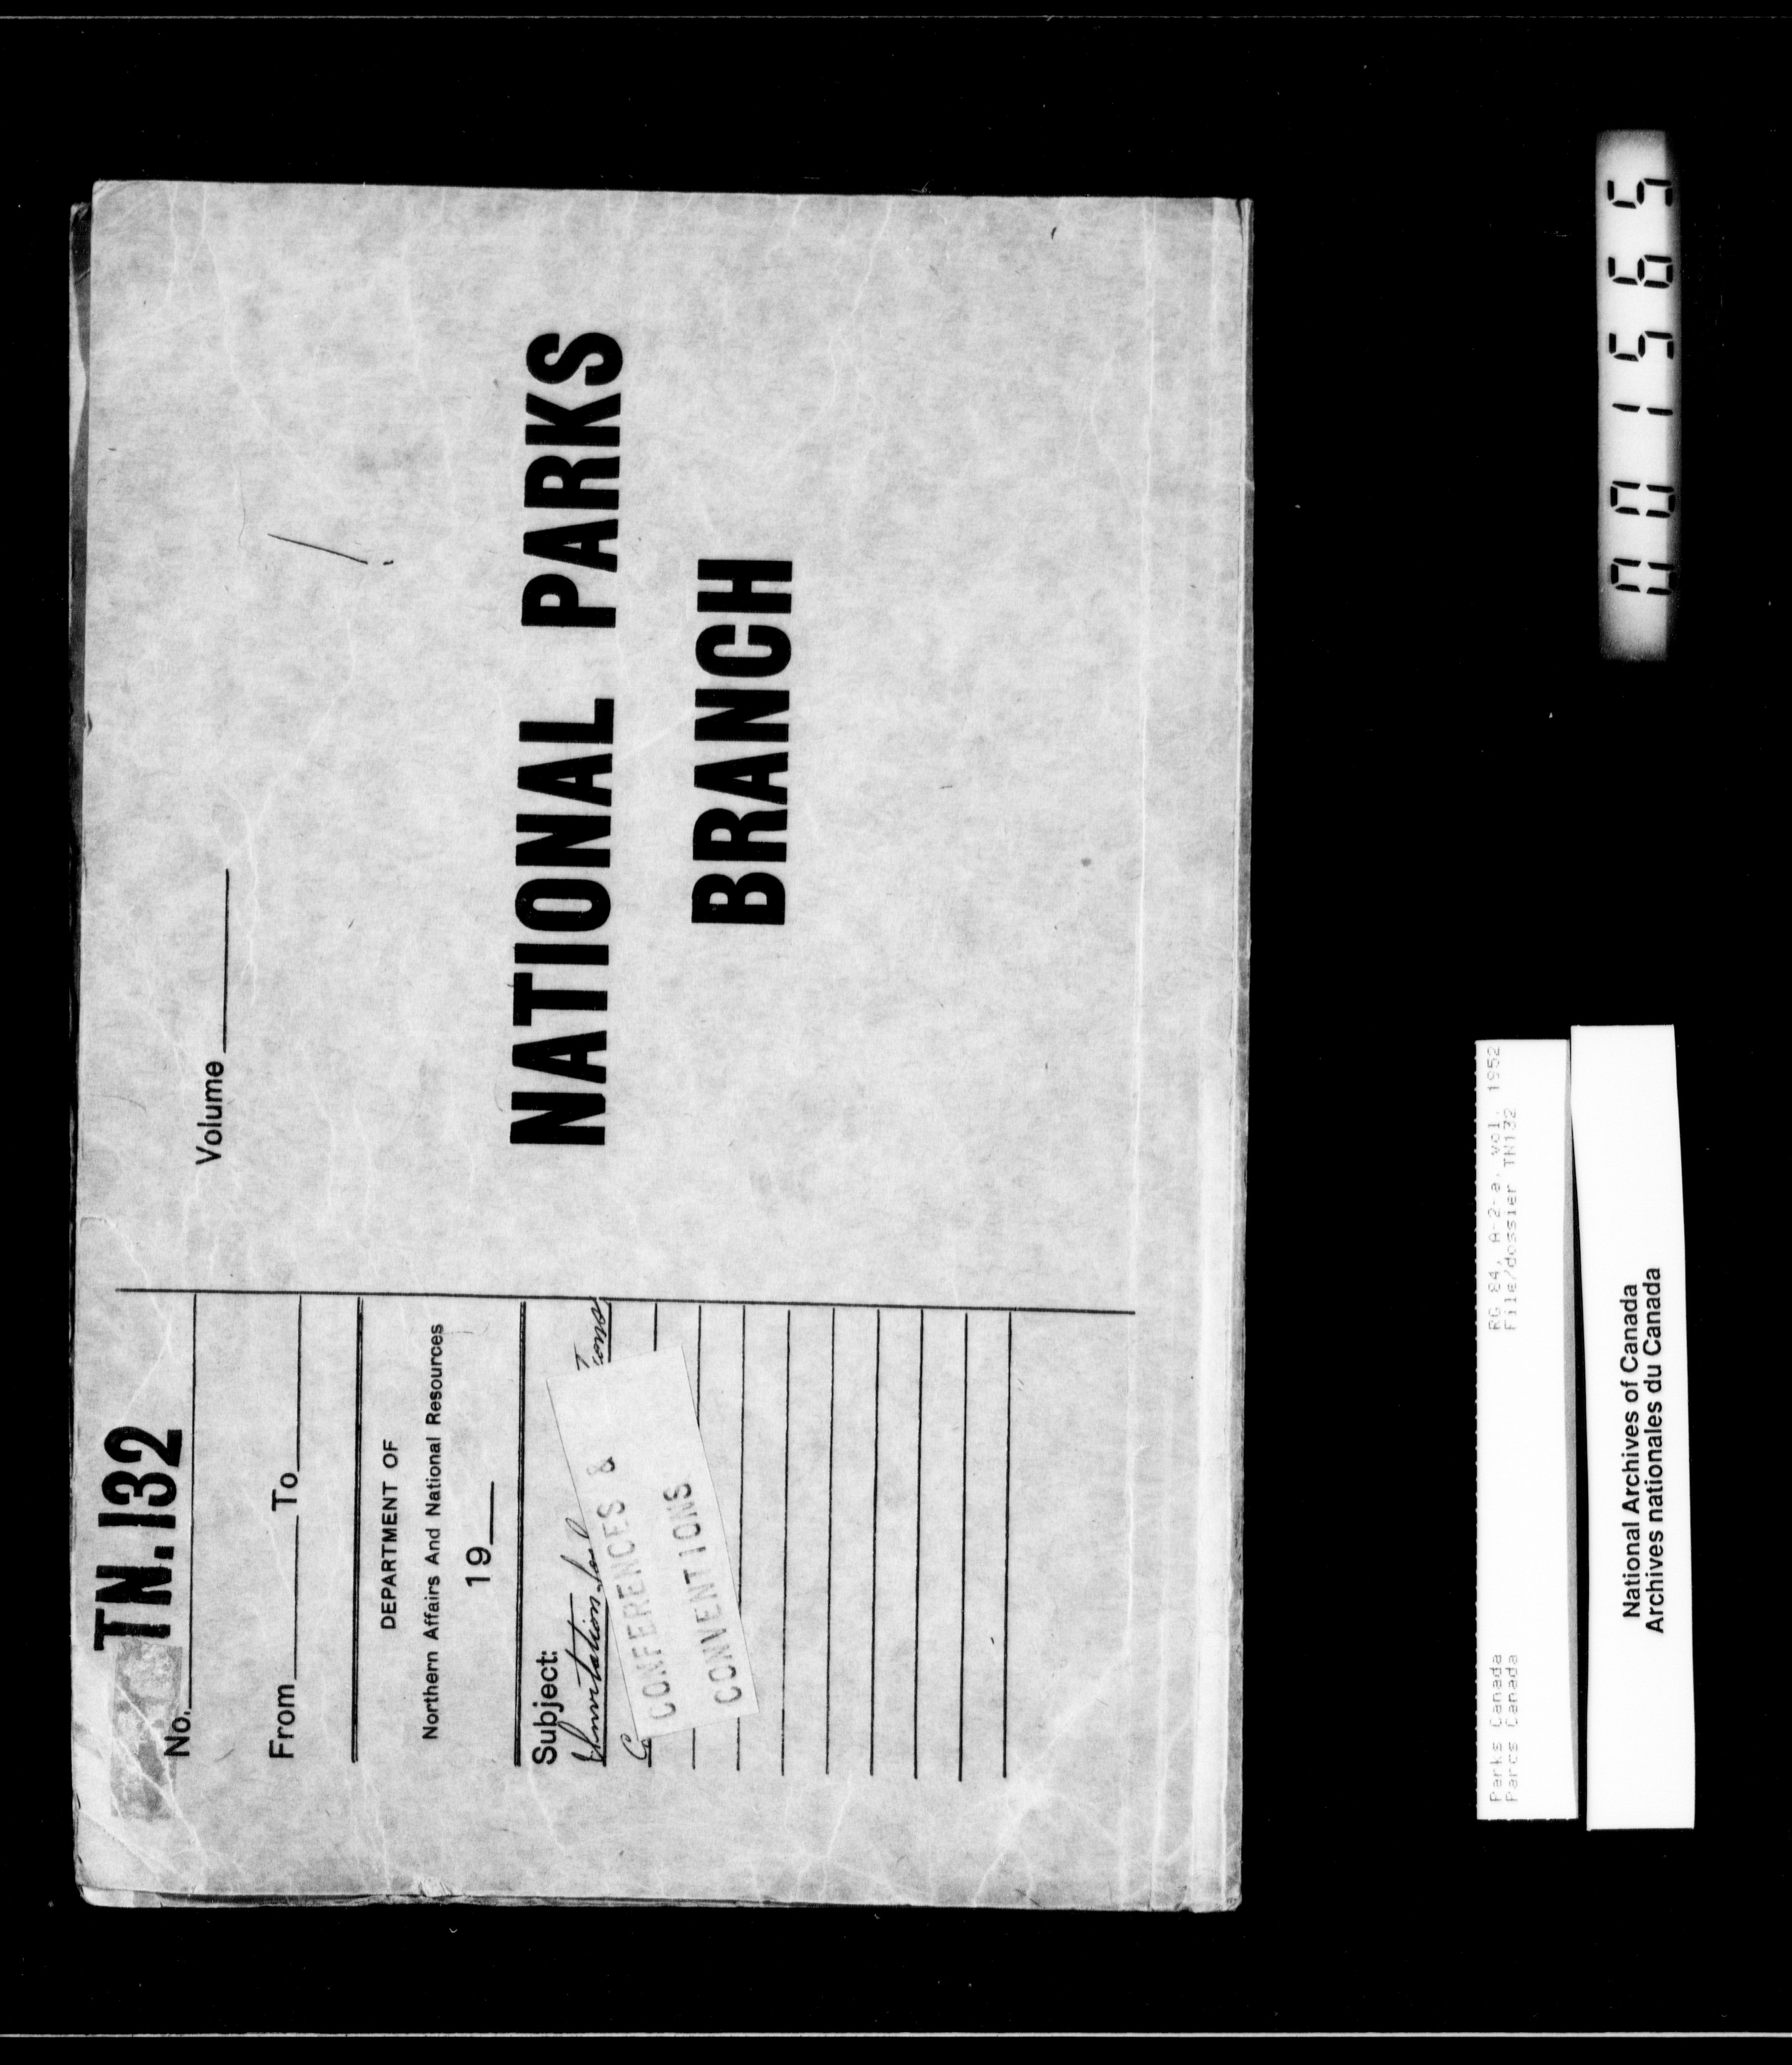 No. TN.132
From To
DEPARTMENT OF
Northern Affairs And National Resources
19
Subject:
Invitation
CONFERENCES &
CONVENTIONS
Volume
NATIONAL PARKS
BRANCH
Parks Canada RG 84, A-2-a, vol. 1952
Parcs Canada File/dossier TN132
National Archives of Canada
Archives nationales du Canada
001565